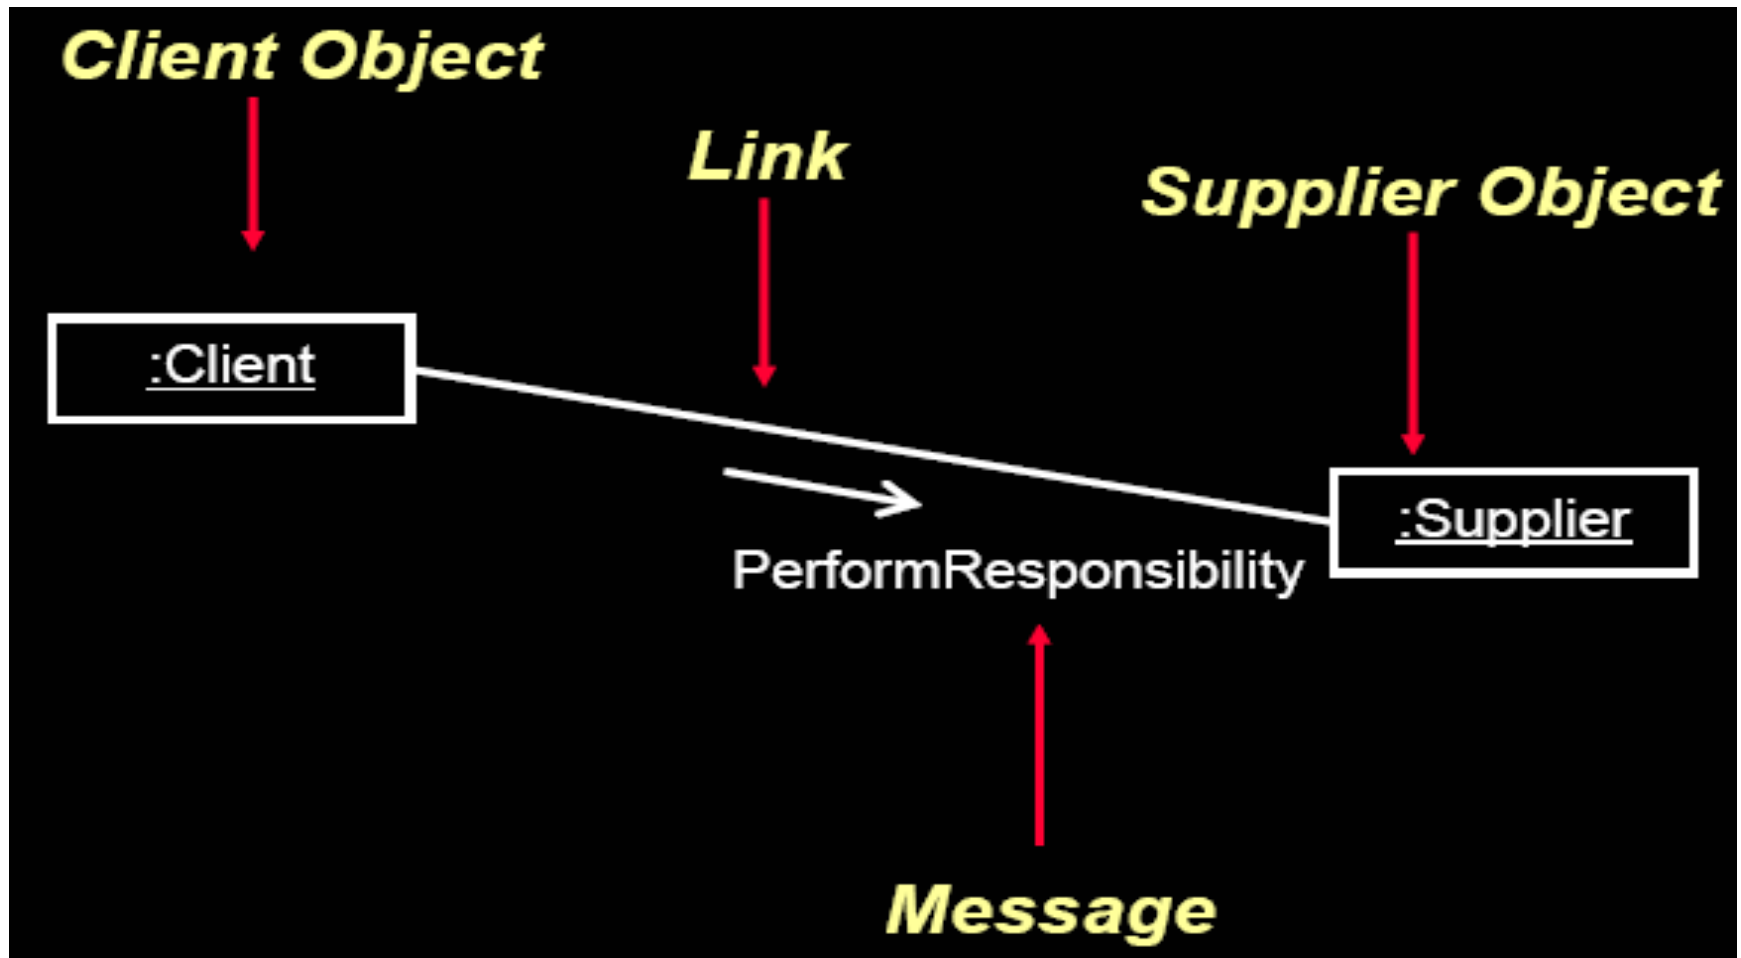 Client Object
Link
Supplier Object
:Client
:Supplier
PerformResponsibility
Message